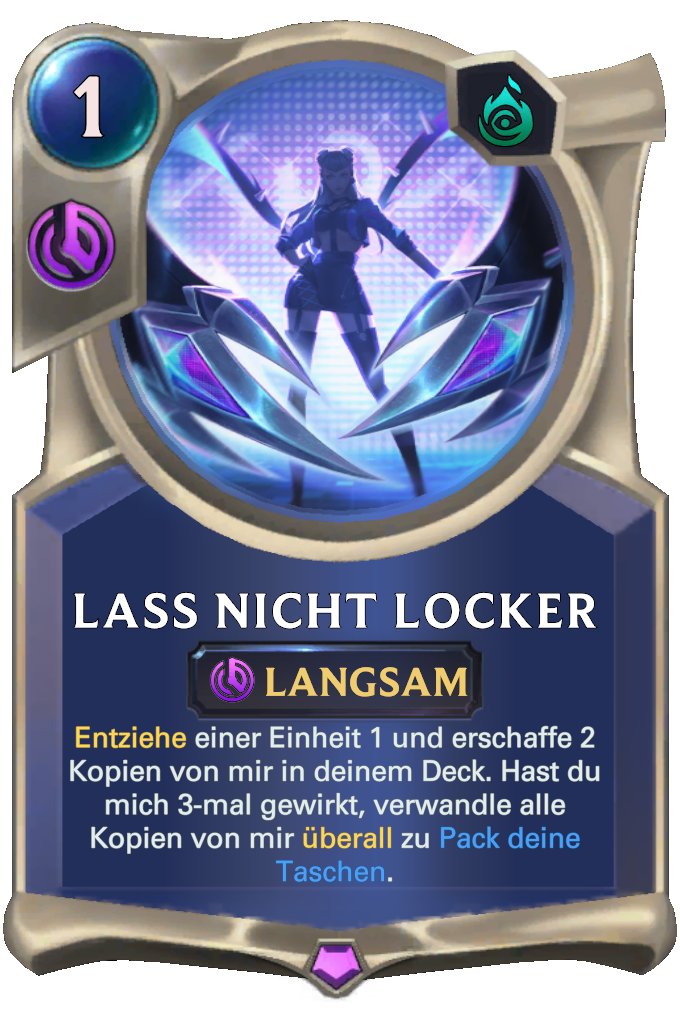 1
LASS NICHT LOCKER
LANGSAM
Entziehe einer Einheit 1 und erschaffe 2
Kopien von mir in deinem Deck. Hast du
mich 3-mal gewirkt, verwandle alle
Kopien von mir überall zu Pack deine
Taschen.